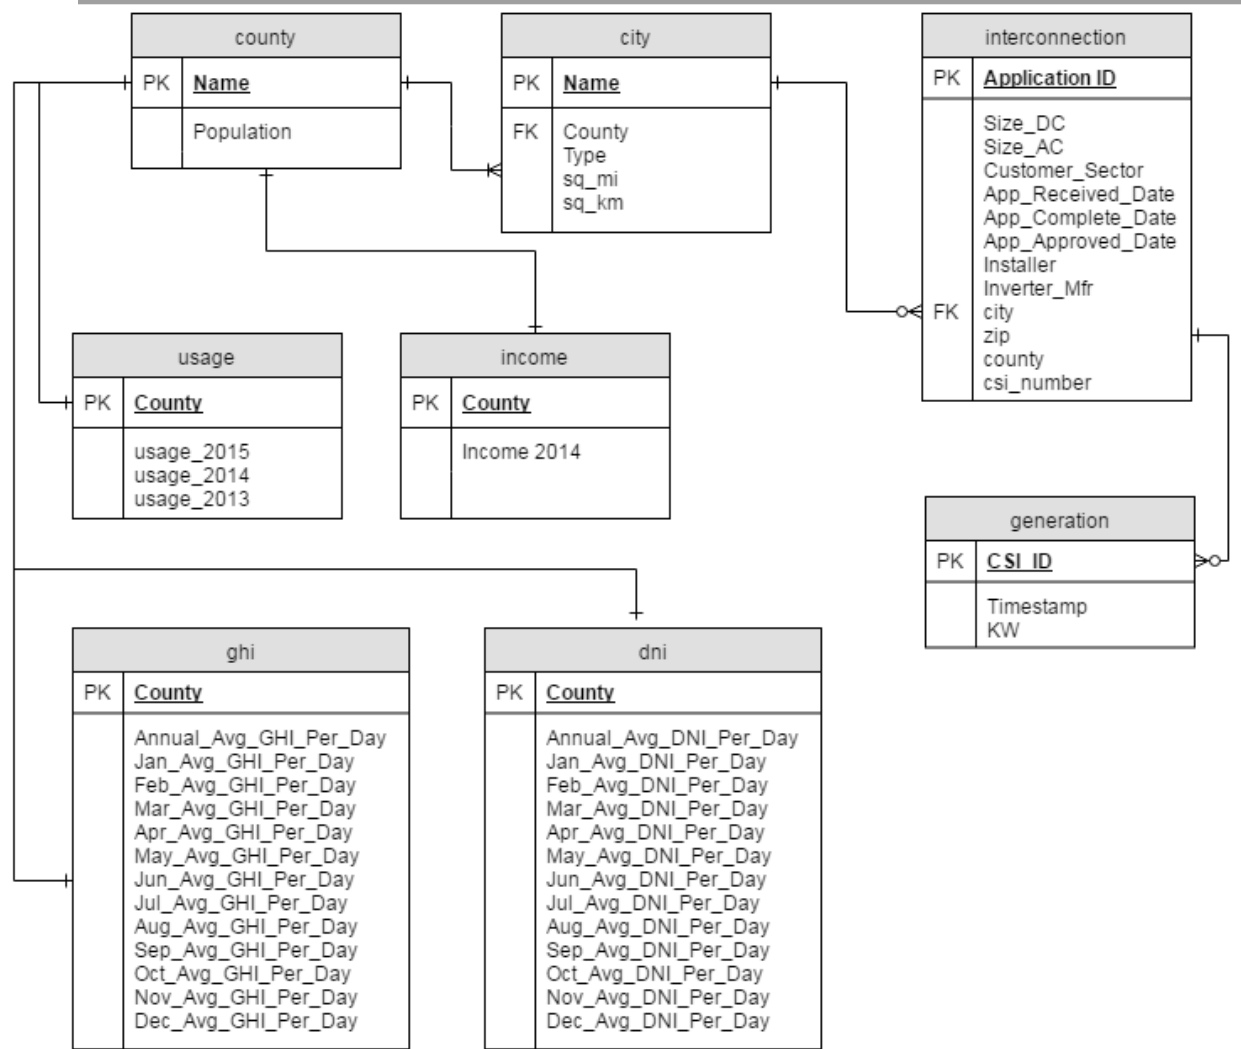 county
PK Name
Population
city
PK Name
FK County
Type
sq_mi
sq_km
interconnection
PK Application ID
Size_DC
Size_AC
Customer_Sector
App_Received_Date
App_Complete_Date
App_Approved_Date
Installer
Inverter_Mfr
FK city
zip
county
csi_number
usage
PK County
usage_2015
usage_2014
usage_2013
income
PK County
Income 2014
generation
PK CSI_ID
Timestamp
KW
ghi
PK County
Annual_Avg_GHI_Per_Day
Jan_Avg_GHI_Per_Day
Feb_Avg_GHI_Per_Day
Mar_Avg_GHI_Per_Day
Apr_Avg_GHI_Per_Day
May_Avg_GHI_Per_Day
Jun_Avg_GHI_Per_Day
Jul_Avg_GHI_Per_Day
Aug_Avg_GHI_Per_Day
Sep_Avg_GHI_Per_Day
Oct_Avg_GHI_Per_Day
Nov_Avg_GHI_Per_Day
Dec_Avg_GHI_Per_Day
dni
PK County
Annual_Avg_DNI_Per_Day
Jan_Avg_DNI_Per_Day
Feb_Avg_DNI_Per_Day
Mar_Avg_DNI_Per_Day
Apr_Avg_DNI_Per_Day
May_Avg_DNI_Per_Day
Jun_Avg_DNI_Per_Day
Jul_Avg_DNI_Per_Day
Aug_Avg_DNI_Per_Day
Sep_Avg_DNI_Per_Day
Oct_Avg_DNI_Per_Day
Nov_Avg_DNI_Per_Day
Dec_Avg_DNI_Per_Day